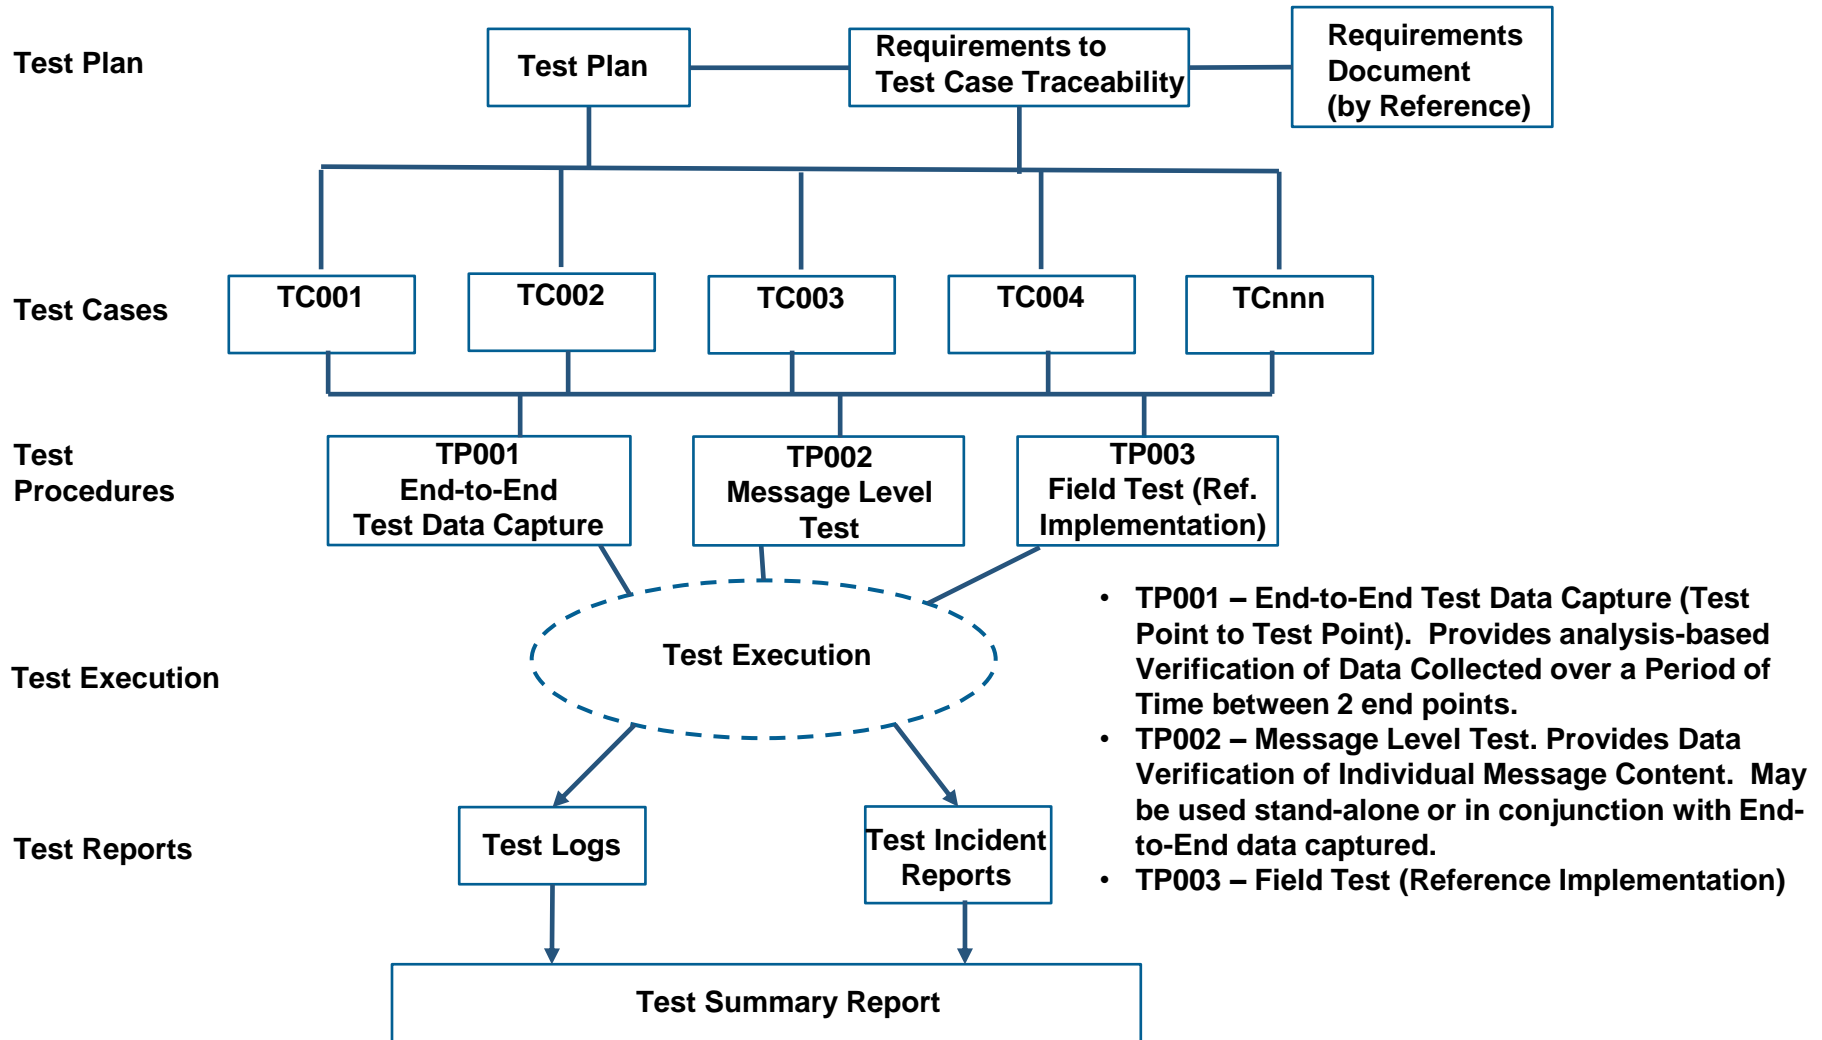 Test Plan
Test Plan
Requirements to
Test Case Traceability
Requirements
Document
(by Reference)
Test Cases
TC001
TC002
TC003
TC004
TCnnn
Test
Procedures
TP001
End-to-End
Test Data Capture
TP002
Message Level
Test
TP003
Field Test (Ref.
Implementation)
Test Execution
Test Execution
• TP001 – End-to-End Test Data Capture (Test
Point to Test Point).  Provides analysis-based
Verification of Data Collected over a Period of
Time between 2 end points.
• TP002 – Message Level Test. Provides Data
Verification of Individual Message Content.  May
be used stand-alone or in conjunction with End-
to-End data captured.
• TP003 – Field Test (Reference Implementation)
Test Reports
Test Logs
Test Incident
Reports
Test Summary Report